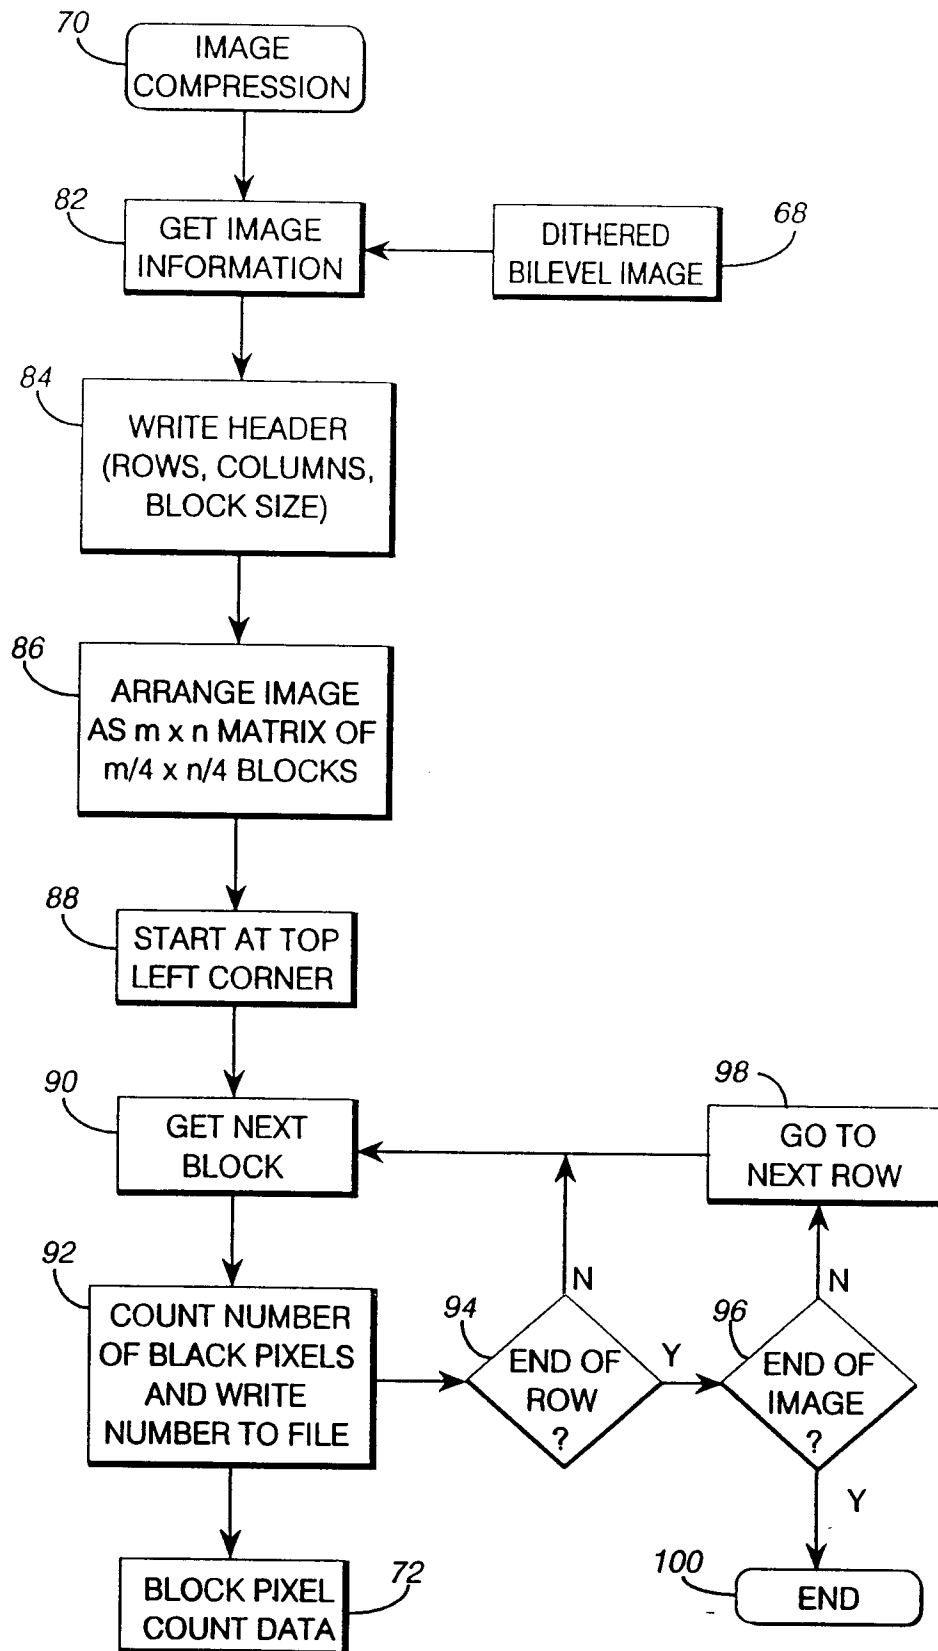 70
IMAGE
COMPRESSION
82
GET IMAGE
INFORMATION
DITHERED
BILEVEL IMAGE
68
84
WRITE HEADER
(ROWS, COLUMNS,
BLOCK SIZE)
86
ARRANGE IMAGE
AS m x n MATRIX OF
m/4 x n/4 BLOCKS
88
START AT TOP
LEFT CORNER
90
GET NEXT
BLOCK
98
GO TO
NEXT ROW
92
COUNT NUMBER
OF BLACK PIXELS
AND WRITE
NUMBER TO FILE
94
N
END OF
ROW
?
Y
96
N
END OF
IMAGE
?
Y
BLOCK PIXEL
COUNT DATA
72
100
END